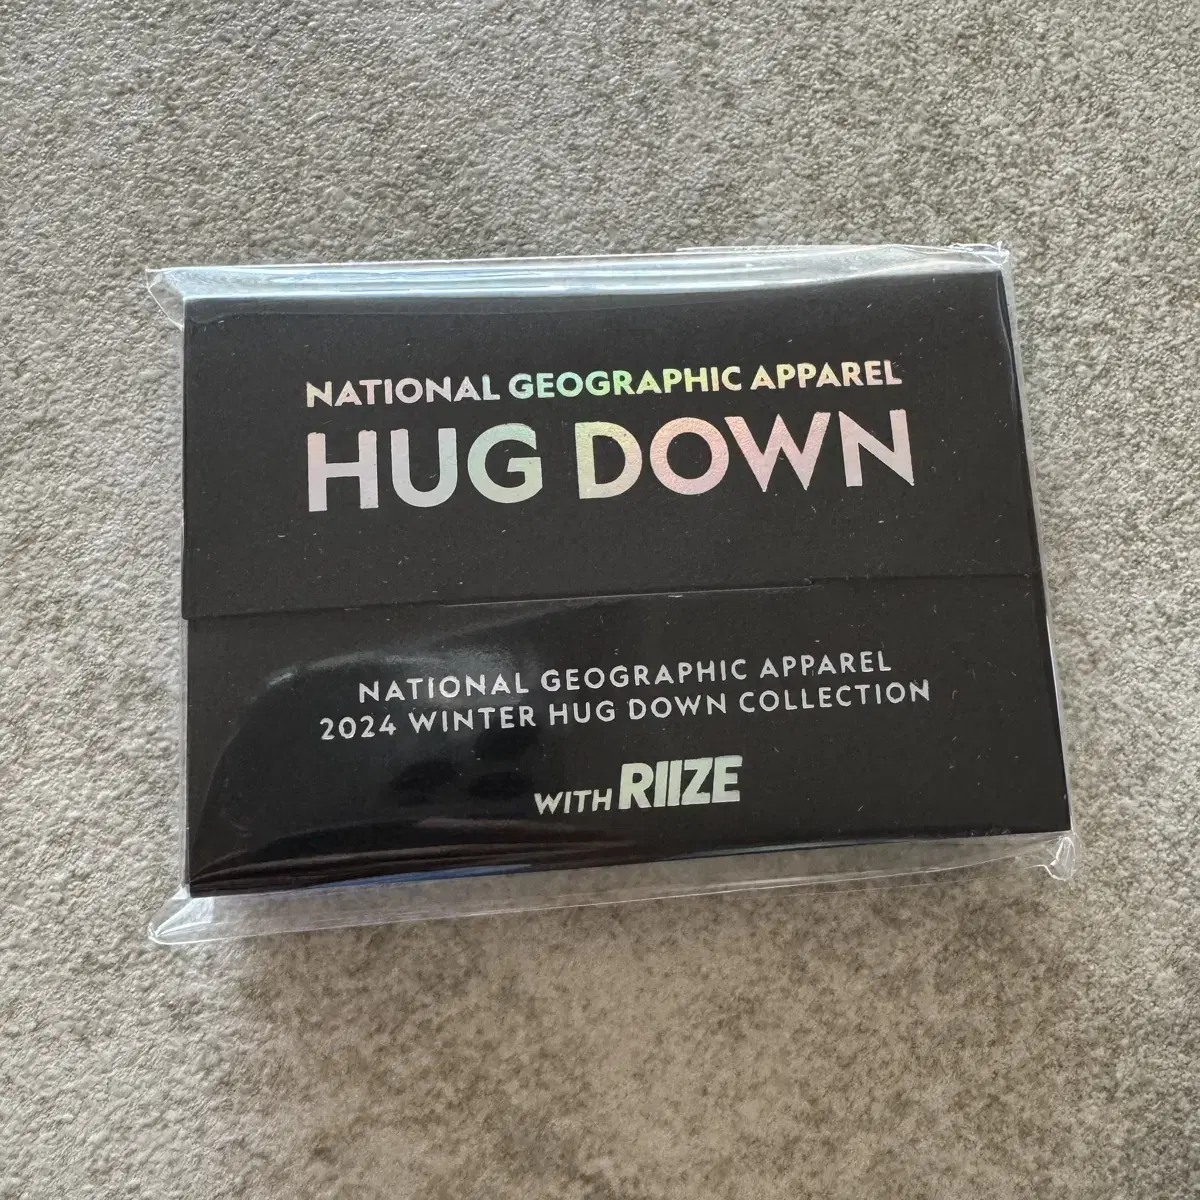 NATIONAL GEOGRAPHIC APPAREL
HUG DOWN
NATIONAL GEOGRAPHIC APPAREL
2024 WINTER HUG DOWN COLLECTION
WITH RIIZE